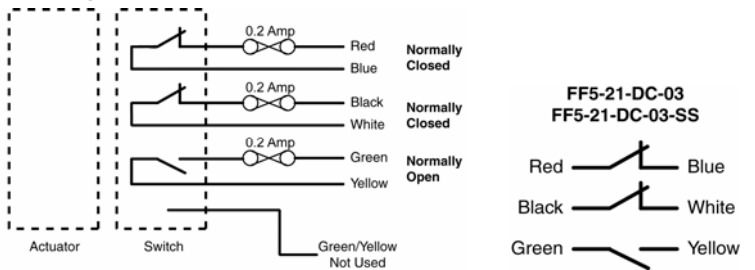 0.2 Amp
Red
Blue
Normally
Closed
0.2 Amp
Black
White
Normally
Closed
0.2 Amp
Green
Yellow
Normally
Open
Actuator
Switch
Green/Yellow
Not Used
FF5-21-DC-03
FF5-21-DC-03-SS
Red Blue
Black White
Green Yellow